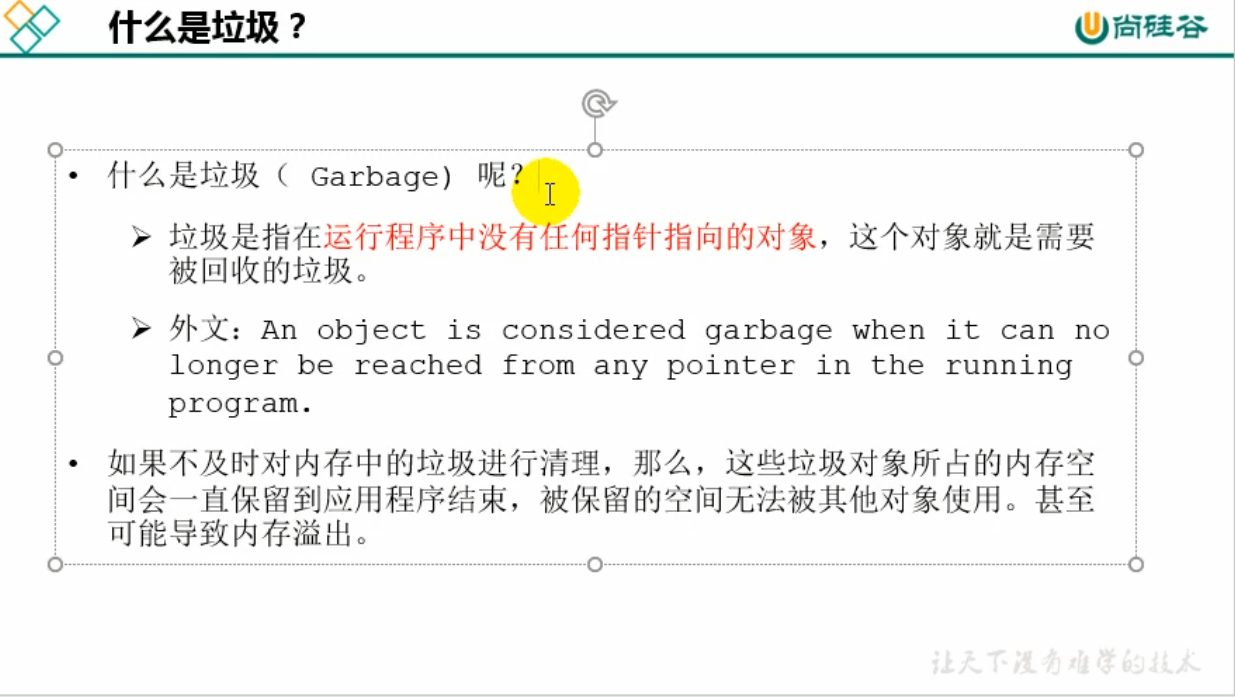 什么是垃圾？
尚硅谷
• 什么是垃圾（ Garbage) 呢?
➢ 垃圾是指在运行程序中没有任何指针指向的对象，这个对象就是需要
被回收的垃圾。
➢ 外文: An object is considered garbage when it can no
longer be reached from any pointer in the running
program.
• 如果不及时对内存中的垃圾进行清理，那么，这些垃圾对象所占的内存空
间会一直保留到应用程序结束，被保留的空间无法被其他对象使用。甚至
可能导致内存溢出。
让天下没有难学的技术